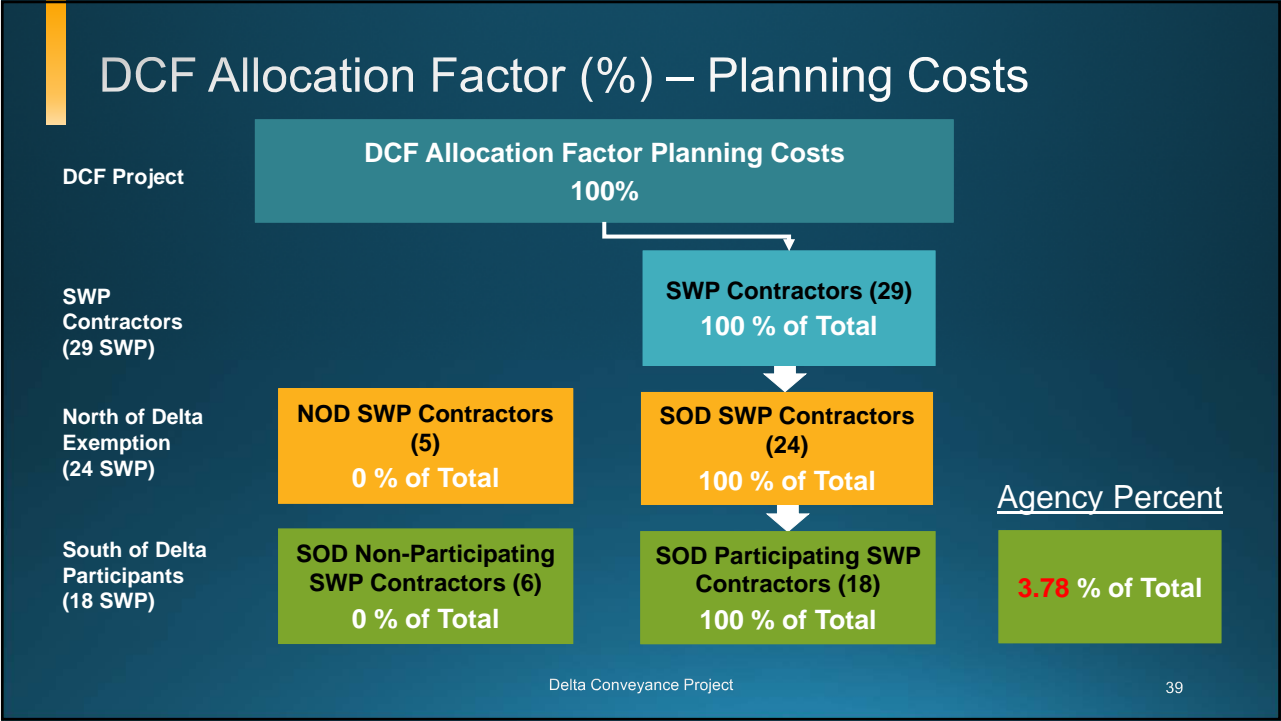 DCF Allocation Factor (%) – Planning Costs
DCF Project
DCF Allocation Factor Planning Costs
100%
SWP
Contractors
(29 SWP)
SWP Contractors (29)
100 % of Total
North of Delta
Exemption
(24 SWP)
NOD SWP Contractors
(5)
0 % of Total
SOD SWP Contractors
(24)
100 % of Total
South of Delta
Participants
(18 SWP)
SOD Non-Participating
SWP Contractors (6)
0 % of Total
SOD Participating SWP
Contractors (18)
100 % of Total
Agency Percent
3.78 % of Total
Delta Conveyance Project
39